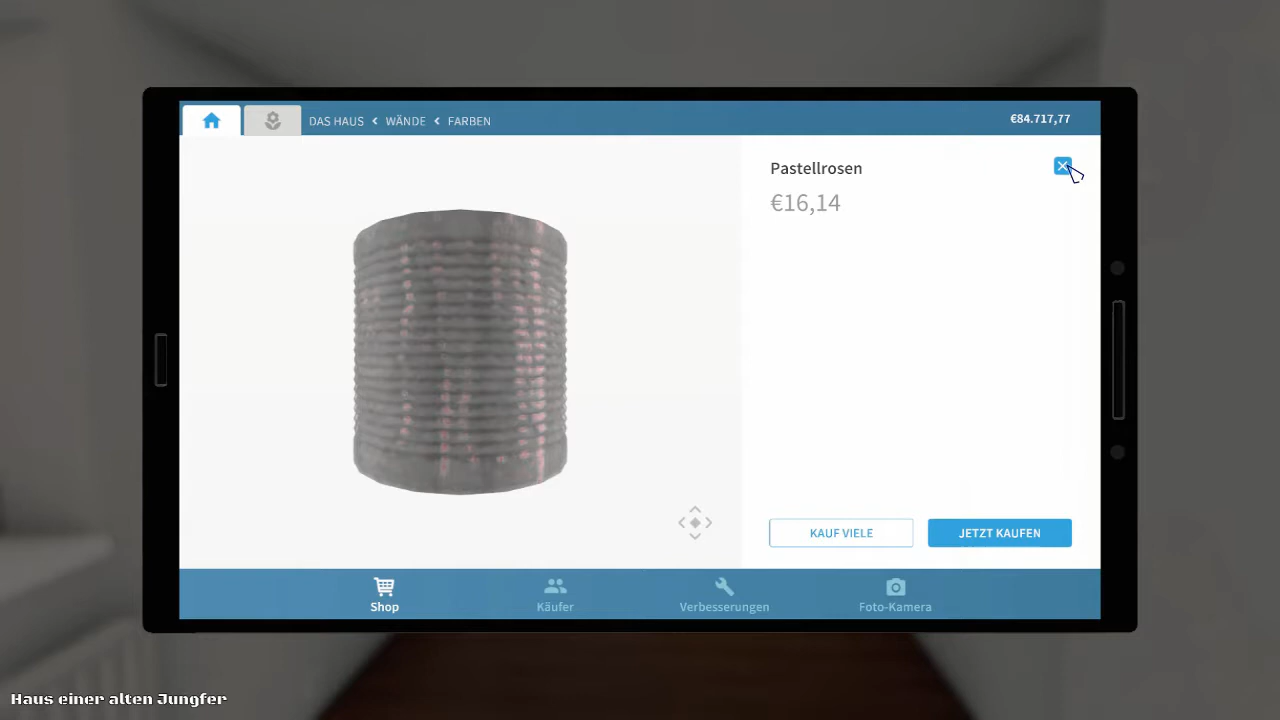 DAS HAUS < WÄNDE < FARBEN
€84.717,77
Pastellrosen
€16,14
KAUF VIELE
JETZT KAUFEN
Shop
Käufer
Verbesserungen
Foto-Kamera
Haus einer alten Jungfer